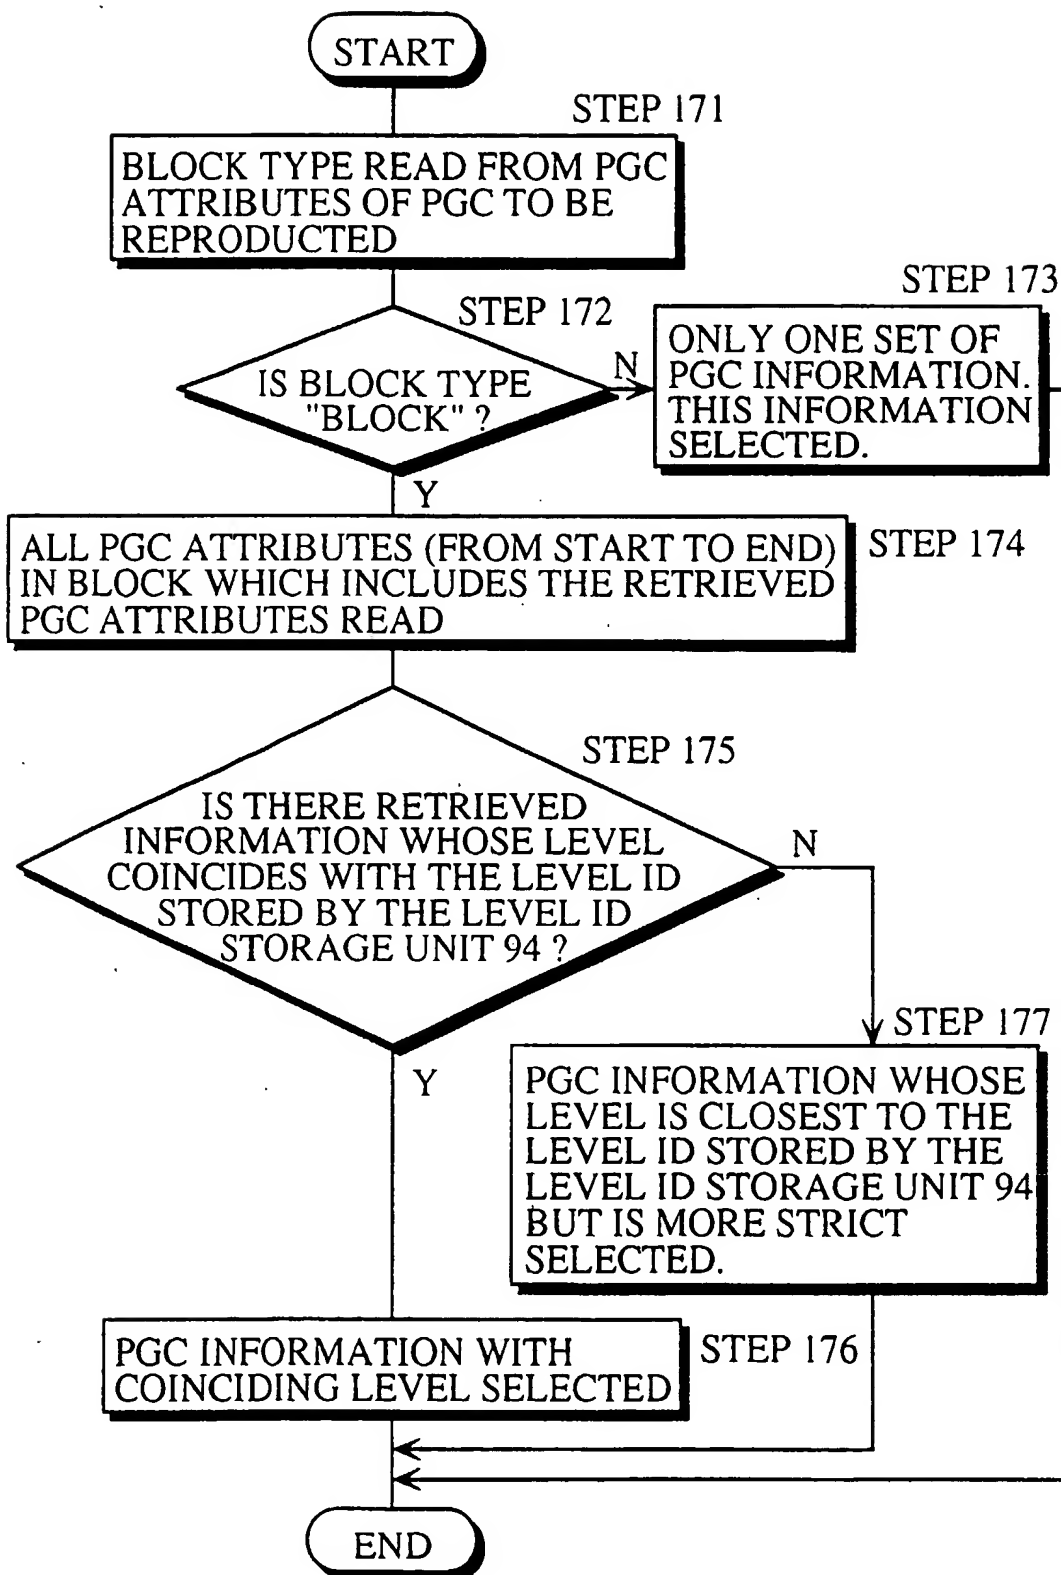 START
STEP 171
BLOCK TYPE READ FROM PGC
ATTRIBUTES OF PGC TO BE
REPRODUCTED
STEP 172
IS BLOCK TYPE
"BLOCK" ?
N
STEP 173
ONLY ONE SET OF
PGC INFORMATION.
THIS INFORMATION
SELECTED.
Y
ALL PGC ATTRIBUTES (FROM START TO END)
IN BLOCK WHICH INCLUDES THE RETRIEVED
PGC ATTRIBUTES READ
STEP 174
STEP 175
IS THERE RETRIEVED
INFORMATION WHOSE LEVEL
COINCIDES WITH THE LEVEL ID
STORED BY THE LEVEL ID
STORAGE UNIT 94 ?
N
STEP 177
PGC INFORMATION WHOSE
LEVEL IS CLOSEST TO THE
LEVEL ID STORED BY THE
LEVEL ID STORAGE UNIT 94
BUT IS MORE STRICT
SELECTED.
Y
PGC INFORMATION WITH
COINCIDING LEVEL SELECTED
STEP 176
END